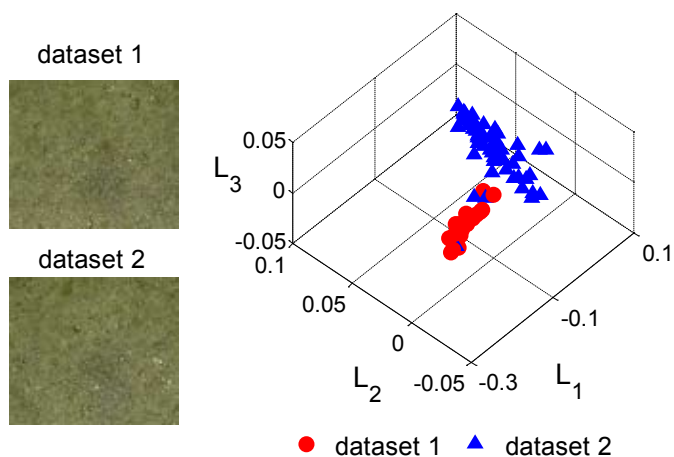 dataset 1
dataset 2
L3
0.05
0
-0.05
0.1
0.05
0
-0.05
L2
-0.3
-0.1
0.1
L1
dataset 1 dataset 2